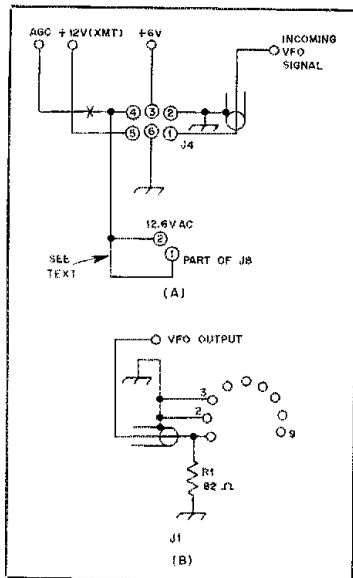 AGC +12V(XMT) +6V
INCOMING
VFO
SIGNAL
4 3 2
5 6 1
J4
12.6V AC
2
1
PART OF J8
SEE
TEXT
(A)
VFO OUTPUT
3
2
9
R1
82 Ω
J1
(B)